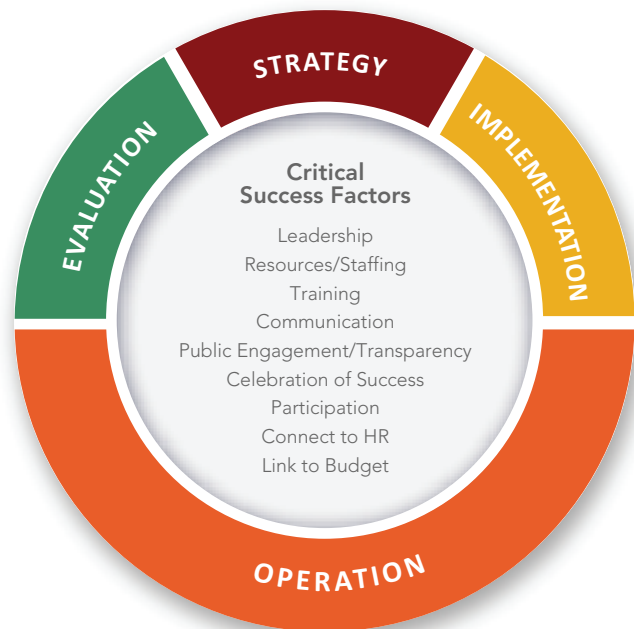 STRATEGY
IMPLEMENTATION
EVALUATION
Critical
Success Factors
Leadership
Resources/Staffing
Training
Communication
Public Engagement/Transparency
Celebration of Success
Participation
Connect to HR
Link to Budget
OPERATION